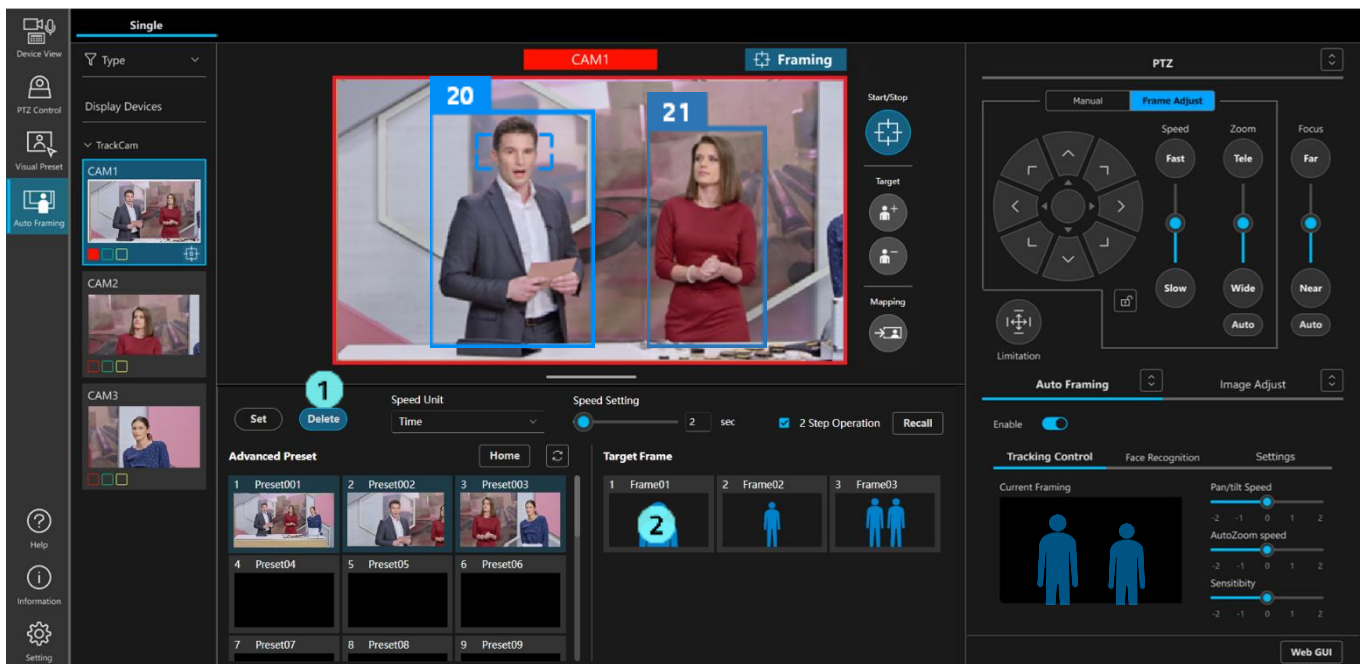 Single
Device View
PTZ Control
Visual Preset
Auto Framing
Help
Information
Setting
Type
Display Devices
TrackCam
CAM1
CAM2
CAM3
CAM1
Framing
20
21
Start/Stop
Target
Mapping
1
Set
Delete
Speed Unit
Time
Speed Setting
2 sec
2 Step Operation
Recall
Advanced Preset
Home
1 Preset001
2 Preset002
3 Preset003
4 Preset04
5 Preset05
6 Preset06
7 Preset07
8 Preset08
9 Preset09
Target Frame
1 Frame01
2 Frame02
3 Frame03
2
PTZ
Manual
Frame Adjust
Speed
Zoom
Focus
Fast
Tele
Far
Slow
Wide
Near
Auto
Auto
Limitation
Auto Framing
Image Adjust
Enable
Tracking Control
Face Recognition
Settings
Current Framing
Pan/tilt Speed
-2 -1 0 1 2
AutoZoom speed
-2 -1 0 1 2
Sensitibity
-2 -1 0 1 2
Web GUI